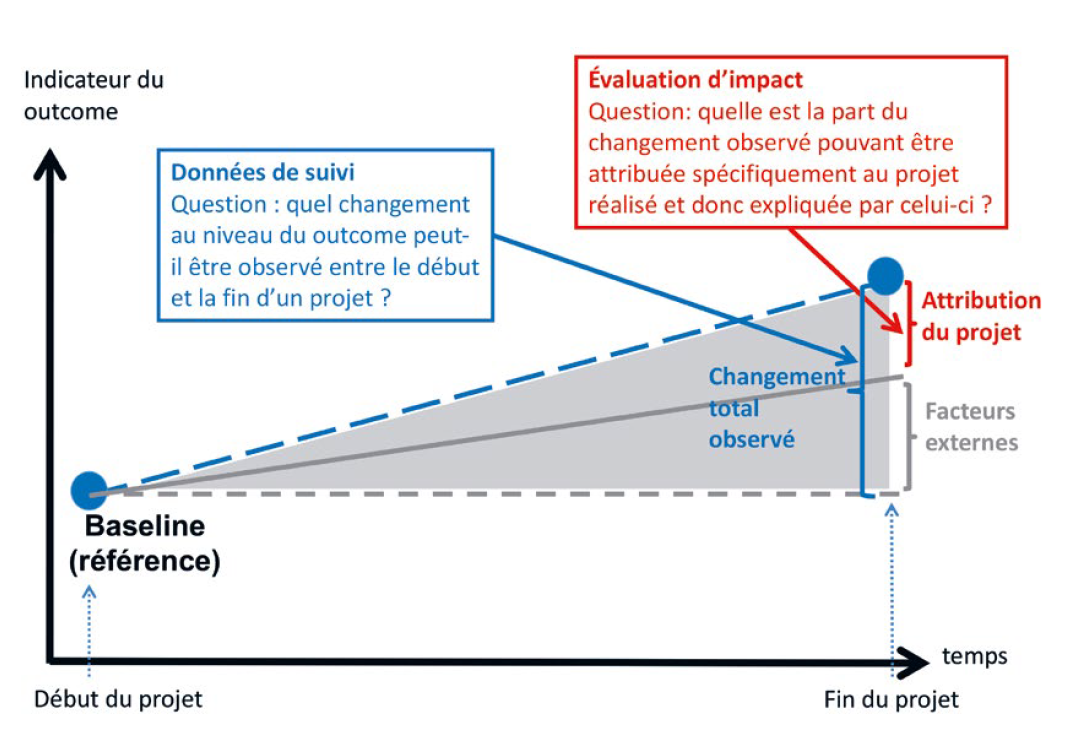 Indicateur du
outcome
Évaluation d’impact
Question: quelle est la part du
changement observé pouvant être
attribuée spécifiquement au projet
réalisé et donc expliquée par celui-ci ?
Données de suivi
Question : quel changement
au niveau du outcome peut-
il être observé entre le début
et la fin d’un projet ?
Attribution
du projet
Changement
total
observé
Facteurs
externes
Baseline
(référence)
temps
Début du projet
Fin du projet